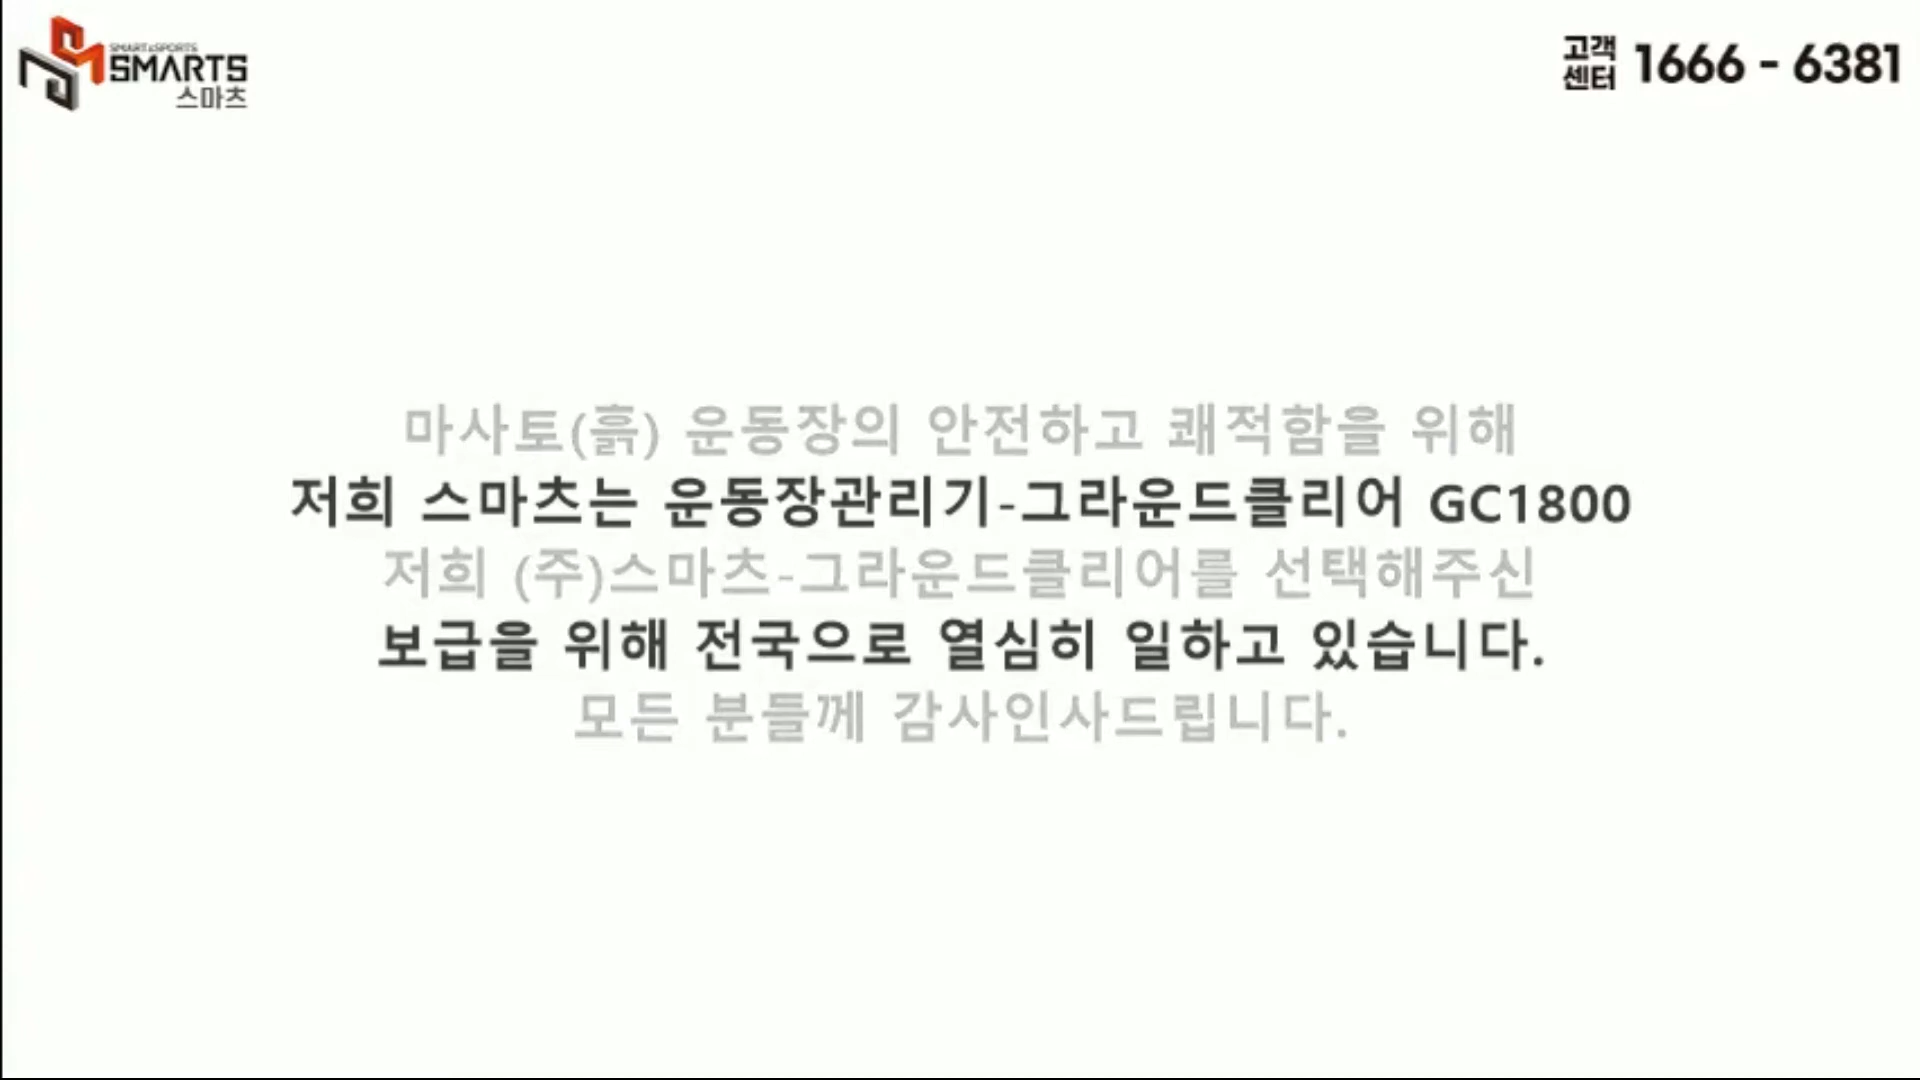 SMART&SPORTS
SMARTS
스마츠
고객
센터
1666 - 6381
마사토(흙) 운동장의 안전하고 쾌적함을 위해
저희 스마츠는 운동장관리기-그라운드클리어 GC1800
저희 (주)스마츠-그라운드클리어를 선택해주신
보급을 위해 전국으로 열심히 일하고 있습니다.
모든 분들께 감사인사드립니다.